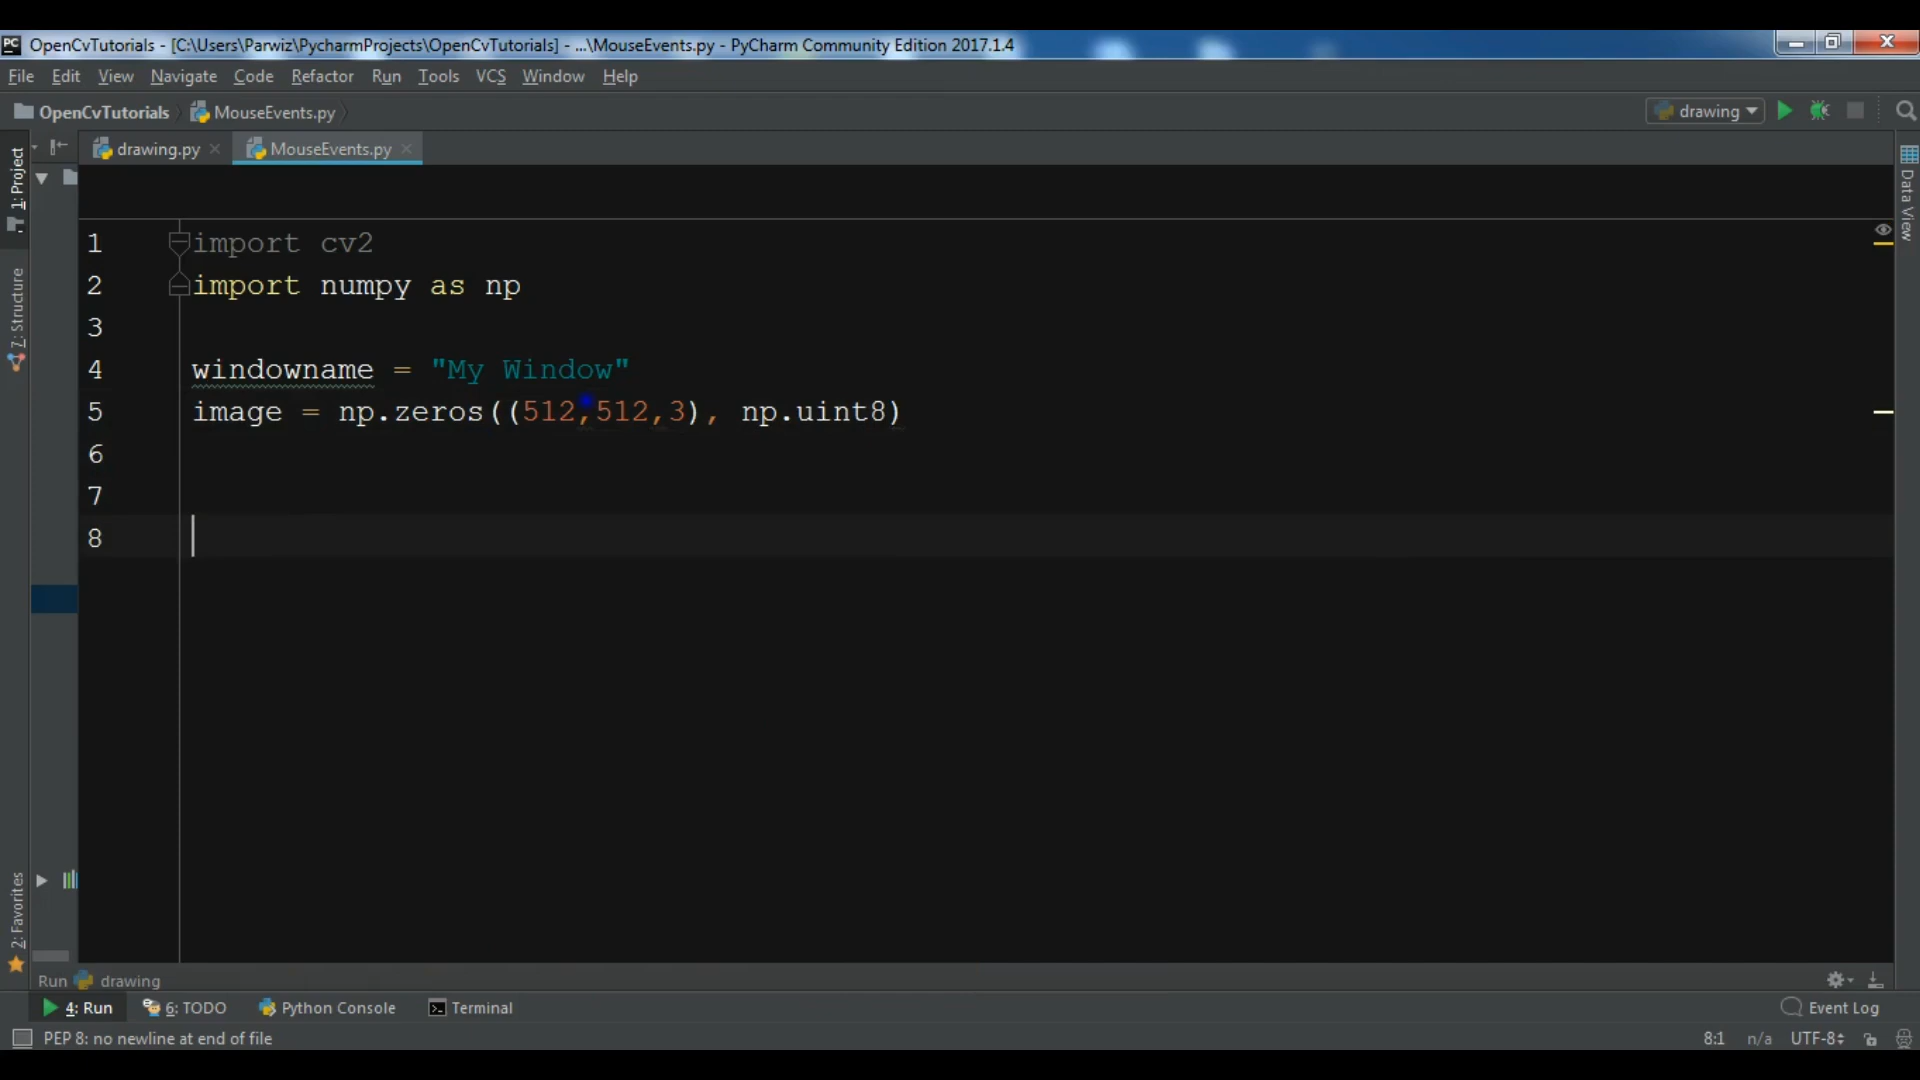 OpenCvTutorials - [C:\Users\Parwiz\PycharmProjects\OpenCvTutorials] - ...\MouseEvents.py - PyCharm Community Edition 2017.1.4
File Edit View Navigate Code Refactor Run Tools VCS Window Help
OpenCvTutorials MouseEvents.py drawing
drawing.py MouseEvents.py
1: Project
7: Structure
2: Favorites
Data View
1 import cv2
2 import numpy as np
3
4 windowname = "My Window"
5 image = np.zeros((512,512,3), np.uint8)
6
7
8
Run drawing
4: Run 6: TODO Python Console Terminal Event Log
PEP 8: no newline at end of file 8:1 n/a UTF-8